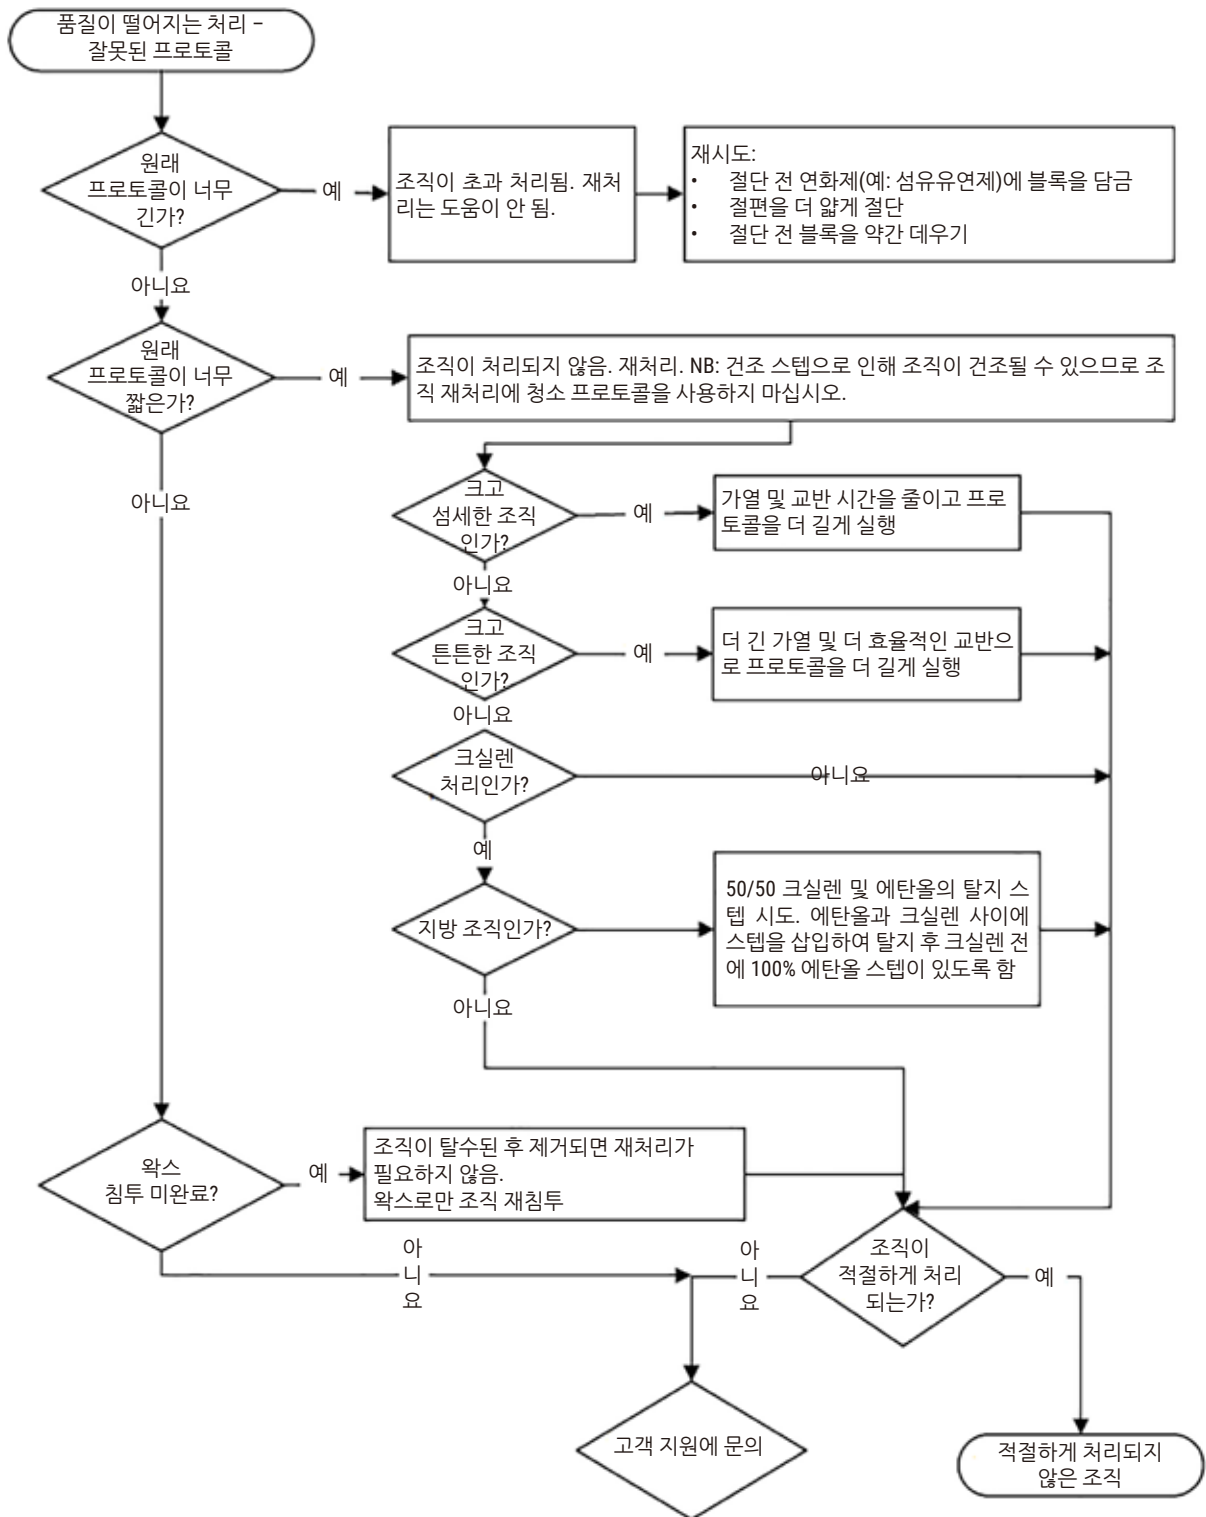 품질이 떨어지는 처리 –
잘못된 프로토콜
원래
프로토콜이 너무
긴가?
예
조직이 초과 처리됨. 재처
리는 도움이 안 됨.
재시도:
• 절단 전 연화제(예: 섬유유연제)에 블록을 담금
• 절편을 더 얇게 절단
• 절단 전 블록을 약간 데우기
아니요
원래
프로토콜이 너무
짧은가?
예
조직이 처리되지 않음. 재처리. NB: 건조 스텝으로 인해 조직이 건조될 수 있으므로 조
직 재처리에 청소 프로토콜을 사용하지 마십시오.
아니요
크고
섬세한 조직
인가?
예
가열 및 교반 시간을 줄이고 프로
토콜을 더 길게 실행
아니요
크고
튼튼한 조직
인가?
예
더 긴 가열 및 더 효율적인 교반으
로 프로토콜을 더 길게 실행
아니요
크실렌
처리인가?
아니요
예
지방 조직인가?
50/50 크실렌 및 에탄올의 탈지 스
텝 시도. 에탄올과 크실렌 사이에
스텝을 삽입하여 탈지 후 크실렌 전
에 100% 에탄올 스텝이 있도록 함
아니요
왁스
침투 미완료?
예
조직이 탈수된 후 제거되면 재처리가
필요하지 않음.
왁스로만 조직 재침투
아
니
요
아
니
요
조직이
적절하게 처리
되는가?
예
고객 지원에 문의
적절하게 처리되지
않은 조직